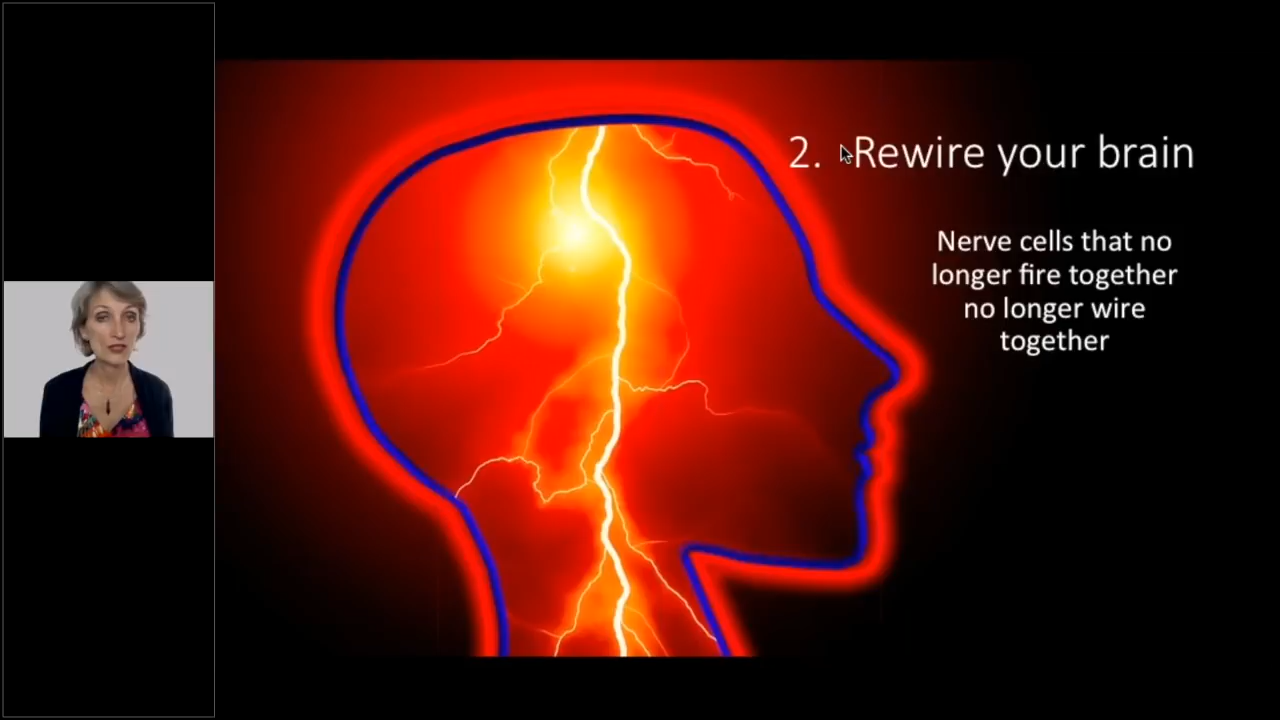 2. Rewire your brain
Nerve cells that no
longer fire together
no longer wire
together